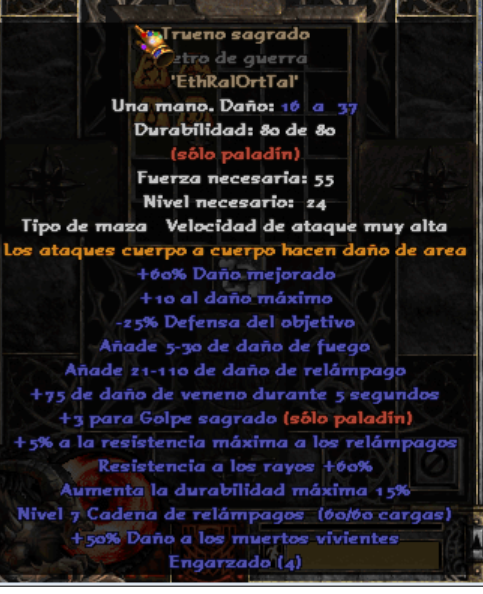 Trueno sagrado
etro de guerra
'EthRalOrtTal'
Una mano. Daño: 16 a 37
Durabilidad: 80 de 80
(sólo paladín)
Fuerza necesaria: 55
Nivel necesario: 24
Tipo de maza Velocidad de ataque muy alta
Los ataques cuerpo a cuerpo hacen daño de area
+60% Daño mejorado
+10 al daño máximo
-25% Defensa del objetivo
Añade 5-30 de daño de fuego
Añade 21-110 de daño de relámpago
+75 de daño de veneno durante 5 segundos
+3 para Golpe sagrado (sólo paladín)
+5% a la resistencia máxima a los relámpagos
Resistencia a los rayos +60%
Aumenta la durabilidad máxima 15%
Nivel 7 Cadena de relámpagos (60/60 cargas)
+50% Daño a los muertos vivientes
Engarzado (4)